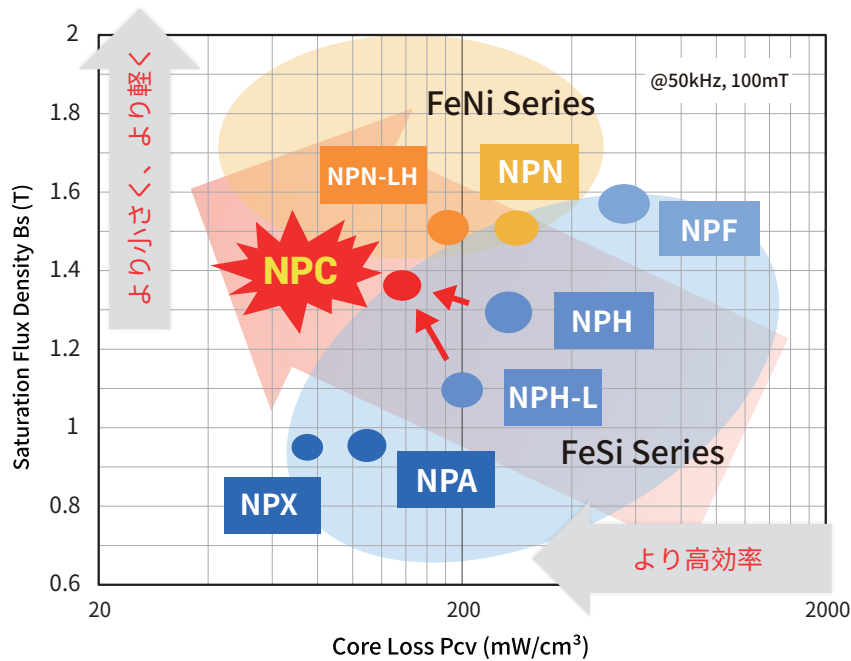 2
1.8
1.6
1.4
1.2
1
0.8
0.6
20
200
2000
Saturation Flux Density Bs (T)
Core Loss Pcv (mW/cm³)
より小さく、より軽く
より高効率
@50kHz, 100mT
FeNi Series
NPN-LH
NPN
NPF
NPC
NPH
NPH-L
FeSi Series
NPA
NPX